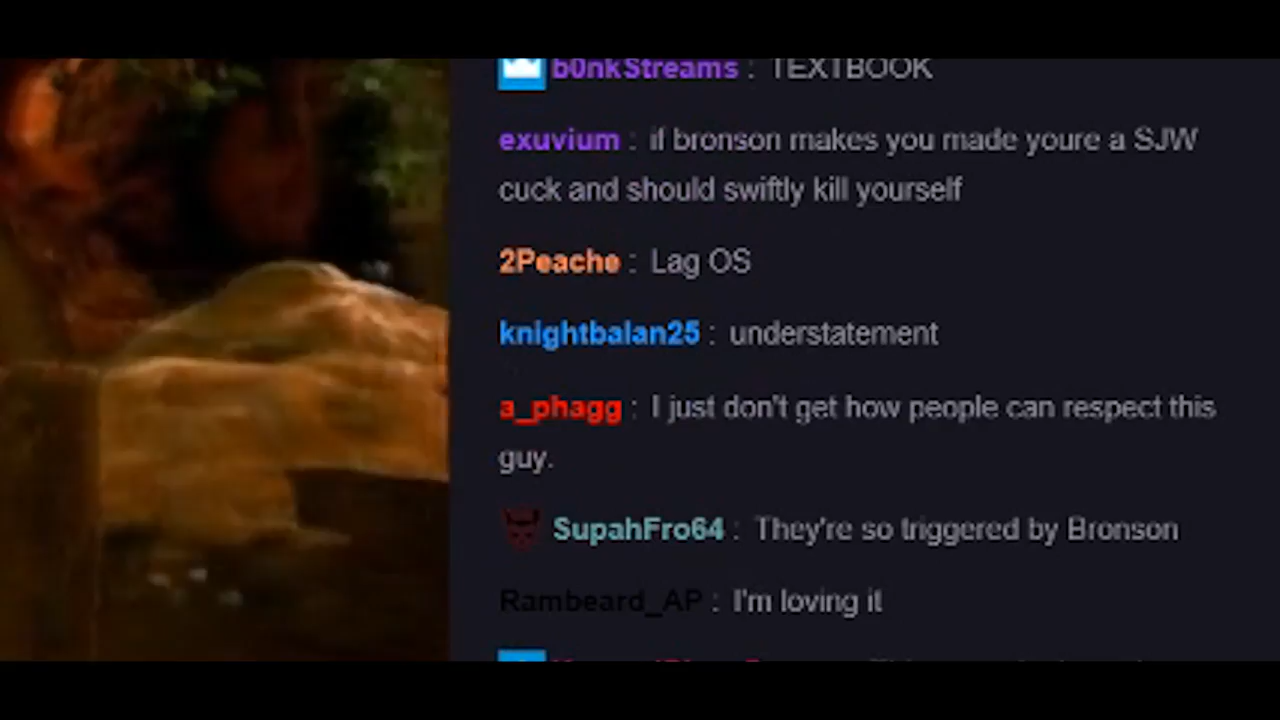 b0nkStreams : TEXTBOOK
exuvium : if bronson makes you made youre a SJW
cuck and should swiftly kill yourself
2Peache : Lag OS
knightbalan25 : understatement
a_phagg : I just don't get how people can respect this
guy.
SupahFro64 : They're so triggered by Bronson
Rambeard_AP : I'm loving it